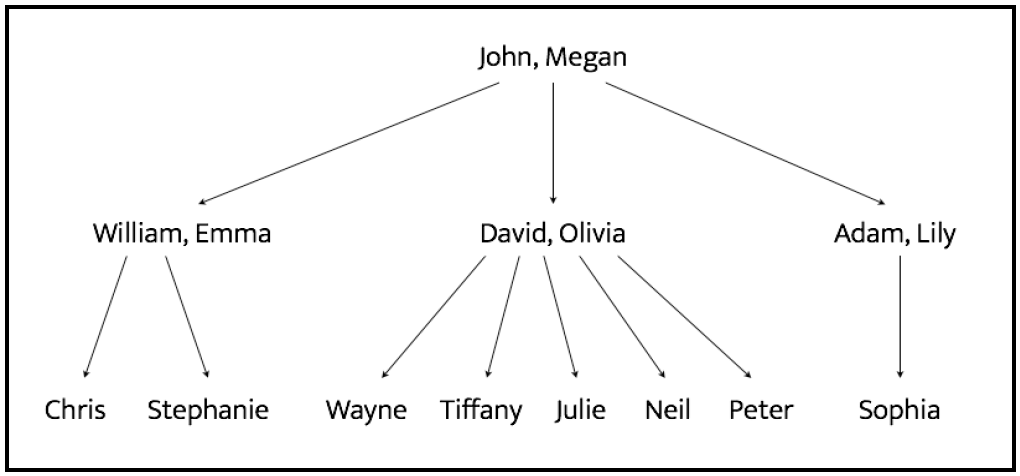 John, Megan
William, Emma David, Olivia Adam, Lily
Chris Stephanie Wayne Tiffany Julie Neil Peter Sophia